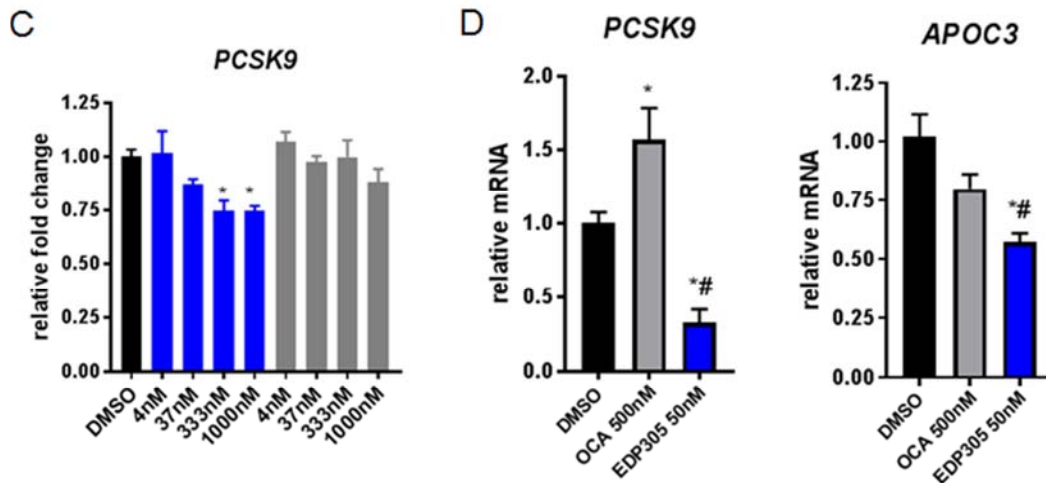 C
PCSK9
relative fold change
1.25
1.00
0.75
0.50
0.25
0.00
* *
DMSO
4nM
37nM
333nM
1000nM
4nM
37nM
333nM
1000nM
D
PCSK9
relative mRNA
2.0
1.5
1.0
0.5
0.0
*
*#
DMSO
OCA 500nM
EDP305 50nM
APOC3
relative mRNA
1.25
1.00
0.75
0.50
0.25
0.00
*#
DMSO
OCA 500nM
EDP305 50nM